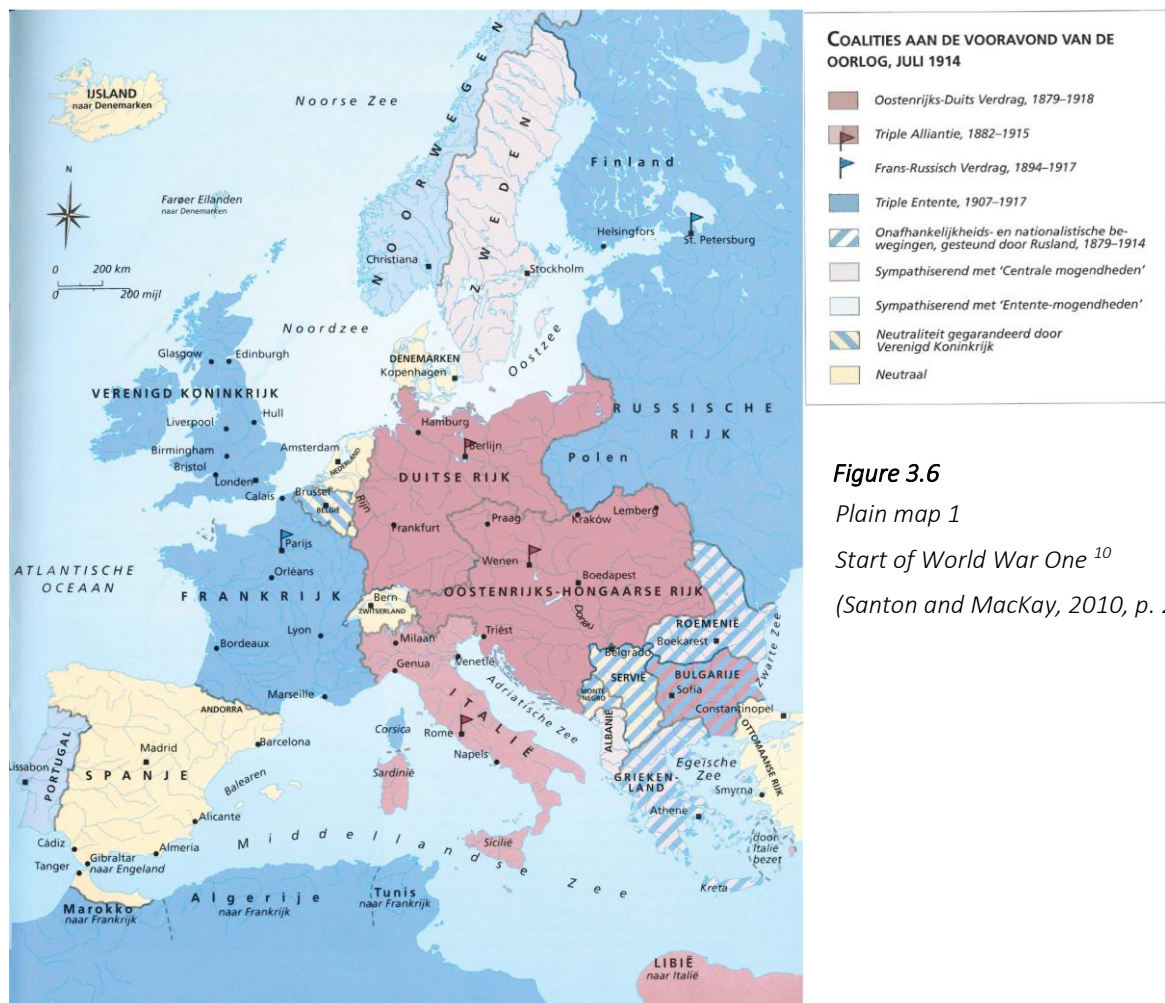 IJSLAND
naar Denemarken
Noorse Zee
N
Farøer Eilanden
naar Denemarken
0 200 km
0 200 mijl
NOORWEGEN
ZWEDEN
Finland
Helsingfors
St. Petersburg
Christiana
Stockholm
Noordzee
Oostzee
DENEMARKEN
Kopenhagen
Glasgow
Edinburgh
VERENIGD KONINKRIJK
Liverpool
Hull
Birmingham
Bristol
Londen
Calais
Amsterdam
NEDERLAND
Brussel
BELGIË
Rijn
Hamburg
Berlijn
DUITSE RIJK
Frankfurt
RUSSISCHE
RIJK
Polen
Praag
Kraków
Lemberg
Wenen
Boedapest
OOSTENRIJKS-HONGAARSE RIJK
Donau
ATLANTISCHE
OCEAAN
Parijs
Orléans
FRANKRIJK
Bern
ZWITSERLAND
Lyon
Bordeaux
Marseille
ANDORRA
Milaan
Genua
Triëst
Venetië
Adriatische Zee
ITALIË
Corsica
Rome
Napels
Sardinië
Sicilië
ROEMENIË
Boekarest
Zwarte Zee
Belgrado
SERVIË
MONTE-
NEGRO
BULGARIJE
Sofia
Constantinopel
ALBANIË
OTTOMAANSE RIJK
GRIEKEN-
LAND
Egeïsche
Zee
Smyrna
Athene
door
Italië
bezet
Kreta
PORTUGAL
Lissabon
Madrid
SPANJE
Barcelona
Balearen
Alicante
Almería
Cádiz
Gibraltar
naar Engeland
Tanger
Middellandse Zee
Marokko
naar Frankrijk
Algerije
naar Frankrijk
Tunis
naar Frankrijk
LIBIË
naar Italië
COALITIES AAN DE VOORAVOND VAN DE
OORLOG, JULI 1914
Oostenrijks-Duits Verdrag, 1879–1918
Triple Alliantie, 1882–1915
Frans-Russisch Verdrag, 1894–1917
Triple Entente, 1907–1917
Onafhankelijkheids- en nationalistische be-
wegingen, gesteund door Rusland, 1879–1914
Sympathiserend met 'Centrale mogendheden'
Sympathiserend met 'Entente-mogendheden'
Neutraliteit gegarandeerd door
Verenigd Koninkrijk
Neutraal
Figure 3.6
Plain map 1
Start of World War One 10
(Santon and MacKay, 2010, p.